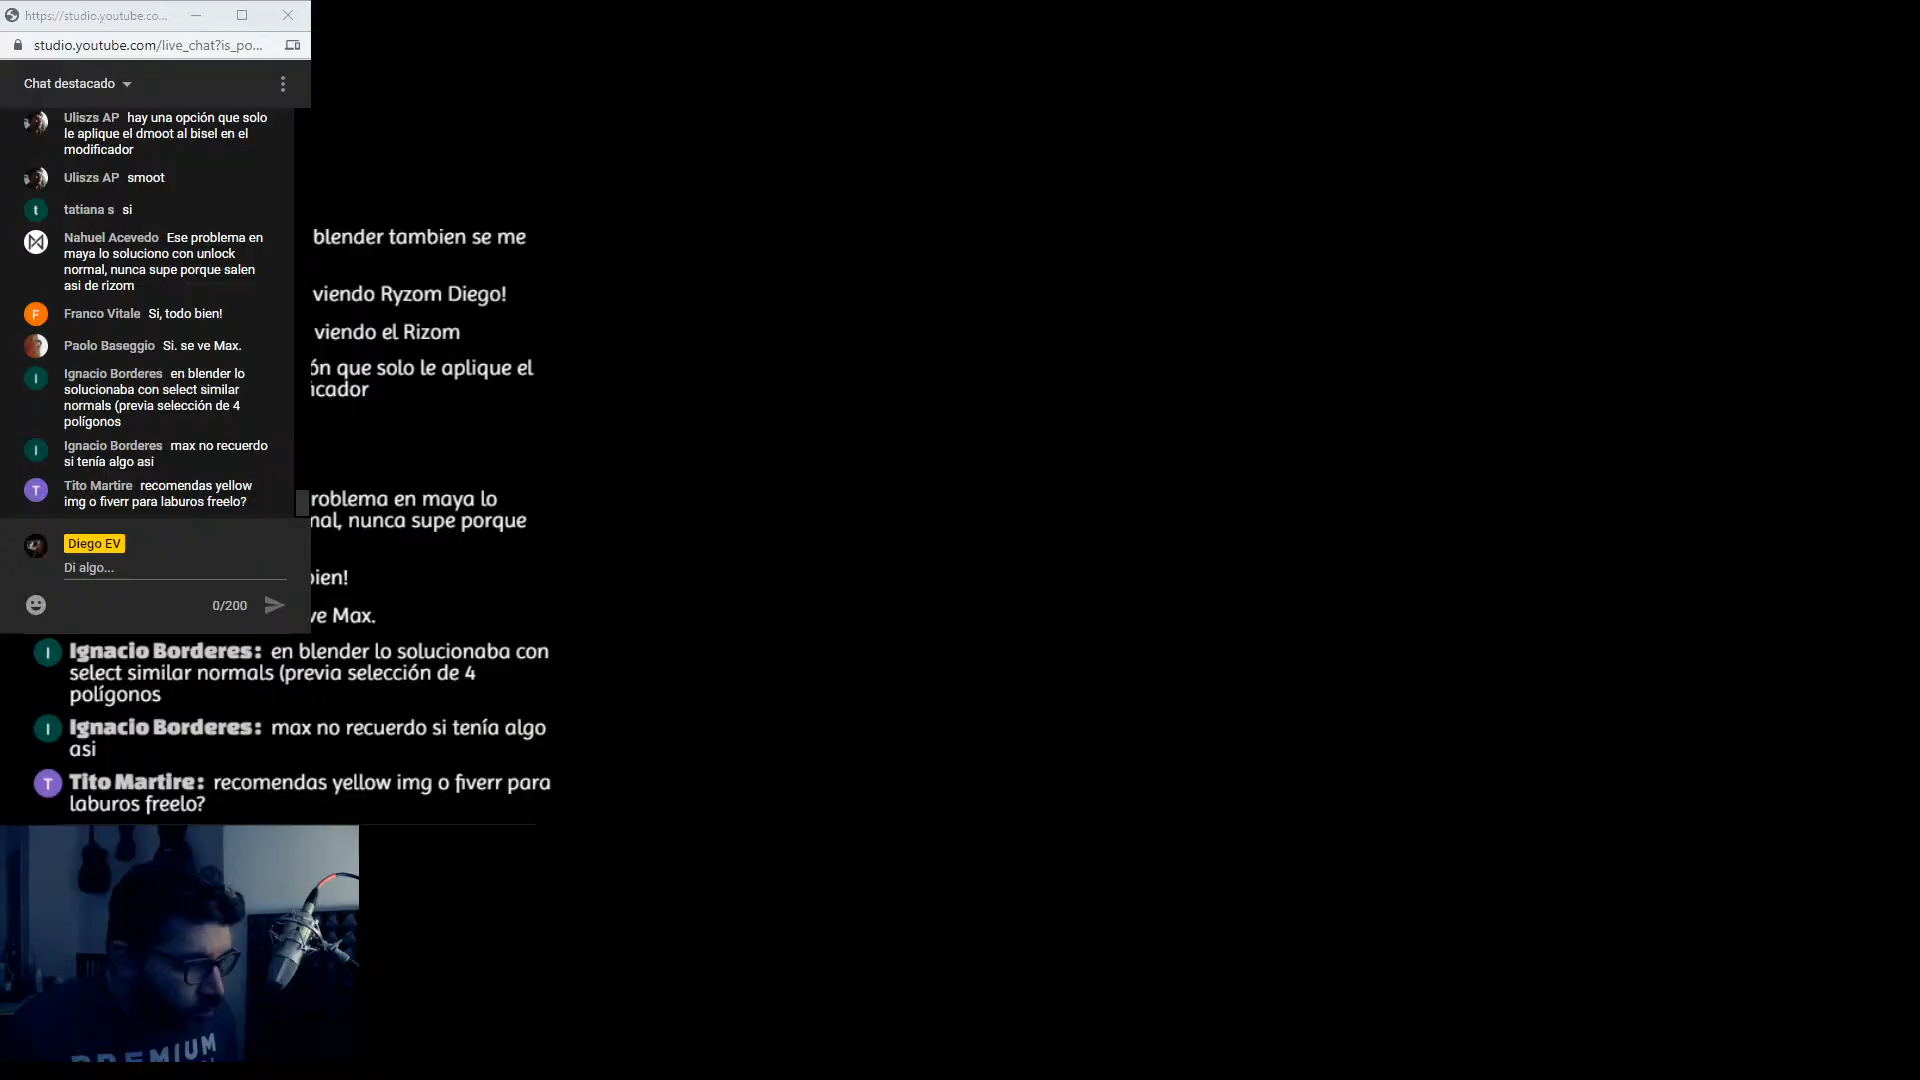 https://studio.youtube.co...
studio.youtube.com/live_chat?is_po...
Chat destacado
Uliszs AP hay una opción que solo
le aplique el dmoot al bisel en el
modificador
Uliszs AP smoot
t
tatiana s si
Nahuel Acevedo Ese problema en
maya lo soluciono con unlock
normal, nunca supe porque salen
asi de rizom
F
Franco Vitale Si, todo bien!
Paolo Baseggio Si. se ve Max.
I
Ignacio Borderes en blender lo
solucionaba con select similar
normals (previa selección de 4
polígonos
I
Ignacio Borderes max no recuerdo
si tenía algo asi
T
Tito Martire recomendas yellow
img o fiverr para laburos freelo?
Diego EV
Di algo...
0/200
blender tambien se me
viendo Ryzom Diego!
viendo el Rizom
ón que solo le aplique el
icador
roblema en maya lo
mal, nunca supe porque
bien!
ve Max.
I
Ignacio Borderes: en blender lo solucionaba con
select similar normals (previa selección de 4
polígonos
I
Ignacio Borderes: max no recuerdo si tenía algo
asi
T
Tito Martire: recomendas yellow img o fiverr para
laburos freelo?
PREMIUM